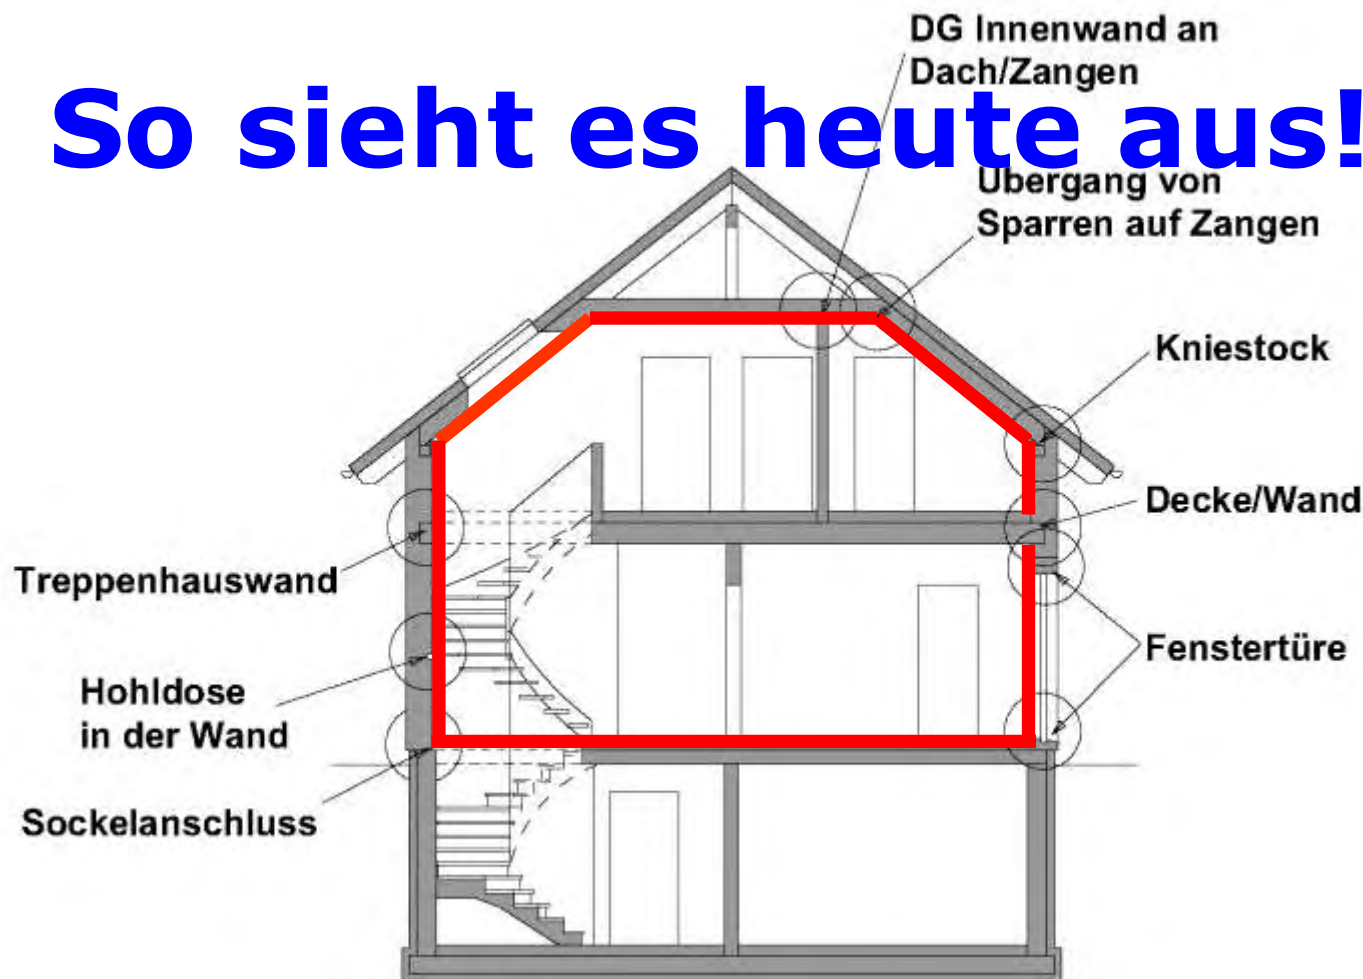 DG Innenwand an
Dach/Zangen
So sieht es heute aus!
Übergang von
Sparren auf Zangen
Kniestock
Decke/Wand
Treppenhauswand
Fenstertüre
Hohldose
in der Wand
Sockelanschluss